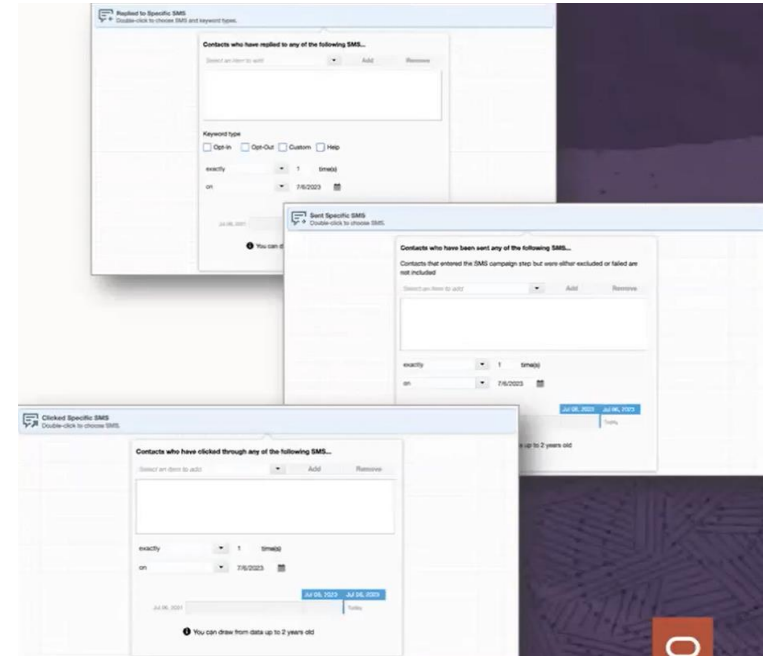 Replied to Specific SMS
Double-click to choose SMS and keyword types.
Contacts who have replied to any of the following SMS...
Select an item to add
Add
Remove
Keyword type
Opt-in
Opt-Out
Custom
Help
exactly
1
time(s)
on
7/6/2023
Jul 06, 2021
You can d
Sent Specific SMS
Double-click to choose SMS.
Contacts who have been sent any of the following SMS...
Contacts that entered the SMS campaign step but were either excluded or failed are
not included
Select an item to add
Add
Remove
exactly
1
time(s)
on
7/6/2023
Jul 06, 2023
Jul 06, 2023
Today
a up to 2 years old
Clicked Specific SMS
Double-click to choose SMS.
Contacts who have clicked through any of the following SMS...
Select an item to add
Add
Remove
exactly
1
time(s)
on
7/6/2023
Jul 06, 2023
Jul 06, 2023
Jul 06, 2021
Today
You can draw from data up to 2 years old